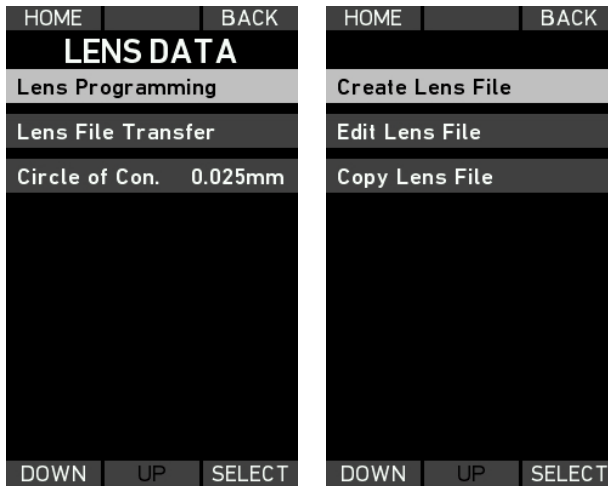 HOME BACK
LENS DATA
Lens Programming
Lens File Transfer
Circle of Con. 0.025mm
DOWN UP SELECT
HOME BACK
Create Lens File
Edit Lens File
Copy Lens File
DOWN UP SELECT